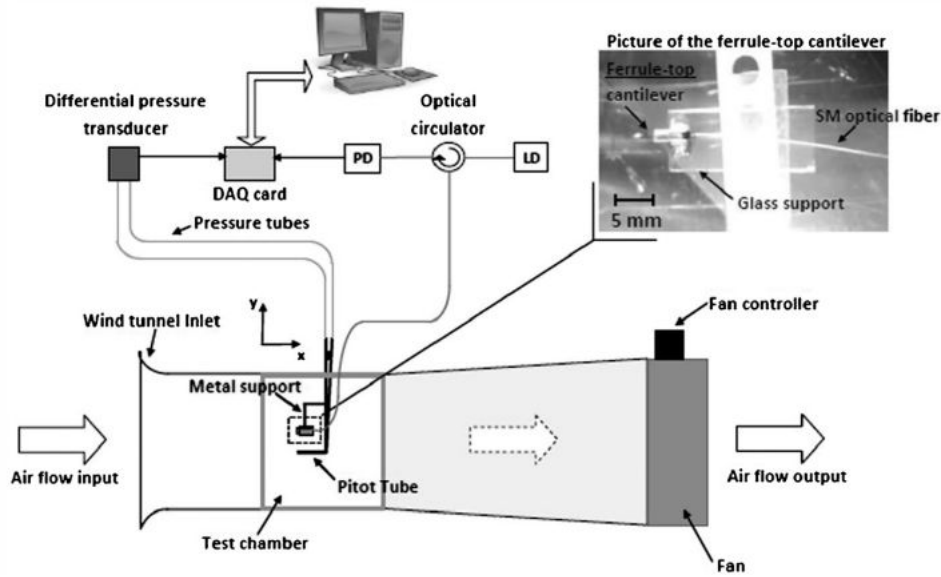 Picture of the ferrule-top cantilever
Ferrule-top
cantilever
SM optical fiber
Glass support
5 mm
Differential pressure
transducer
Optical
circulator
PD
LD
DAQ card
Pressure tubes
y
x
Wind tunnel Inlet
Fan controller
Metal support
Air flow input
Pitot Tube
Air flow output
Test chamber
Fan